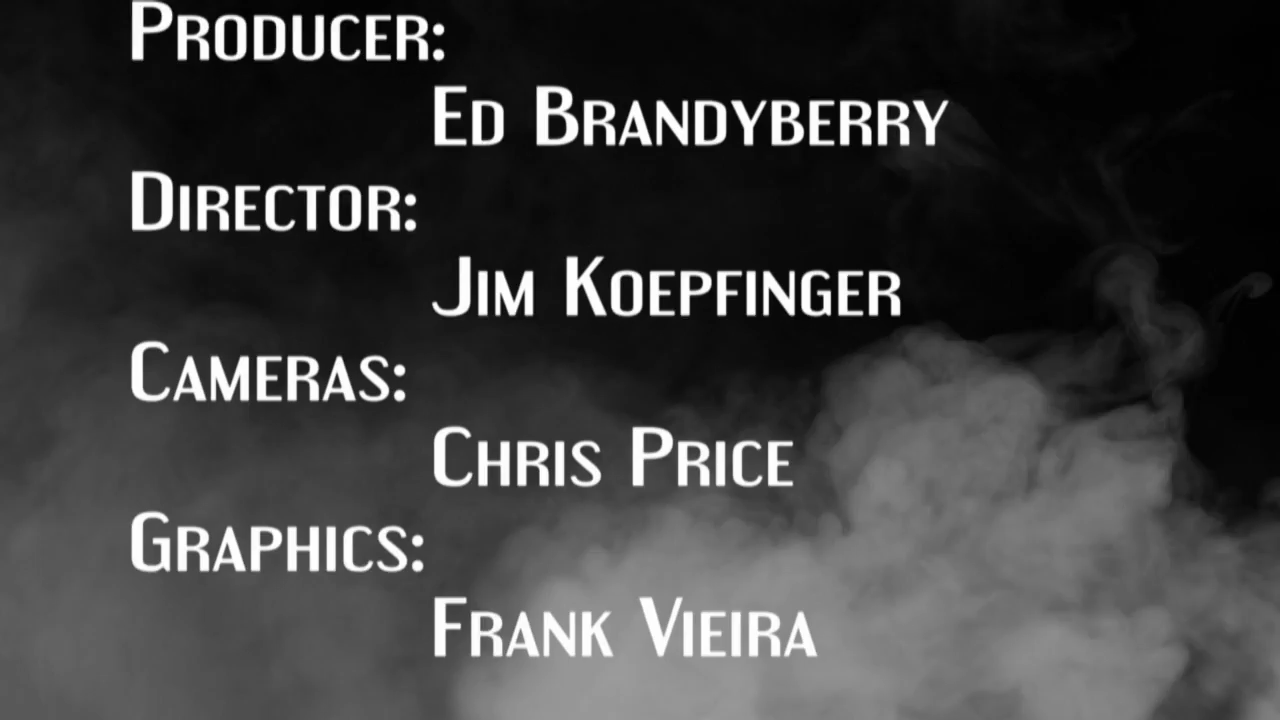 Producer:
Ed Brandyberry
Director:
Jim Koepfinger
Cameras:
Chris Price
Graphics:
Frank Vieira